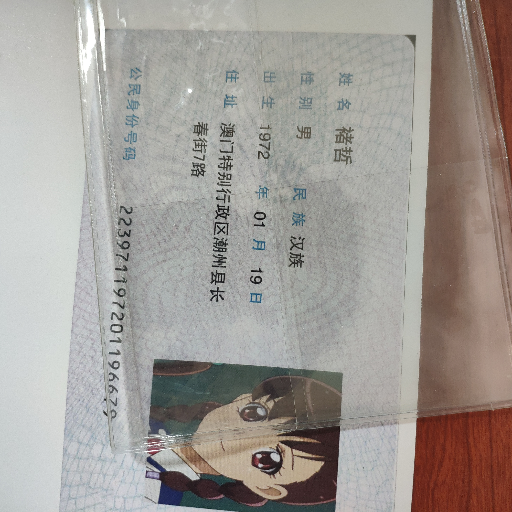 姓名 褚哲
性别 男 民族 汉族
出生 1972 年 01 月 19 日
住址 澳门特别行政区潮州县长
春街7路
公民身份号码 223971197201196679